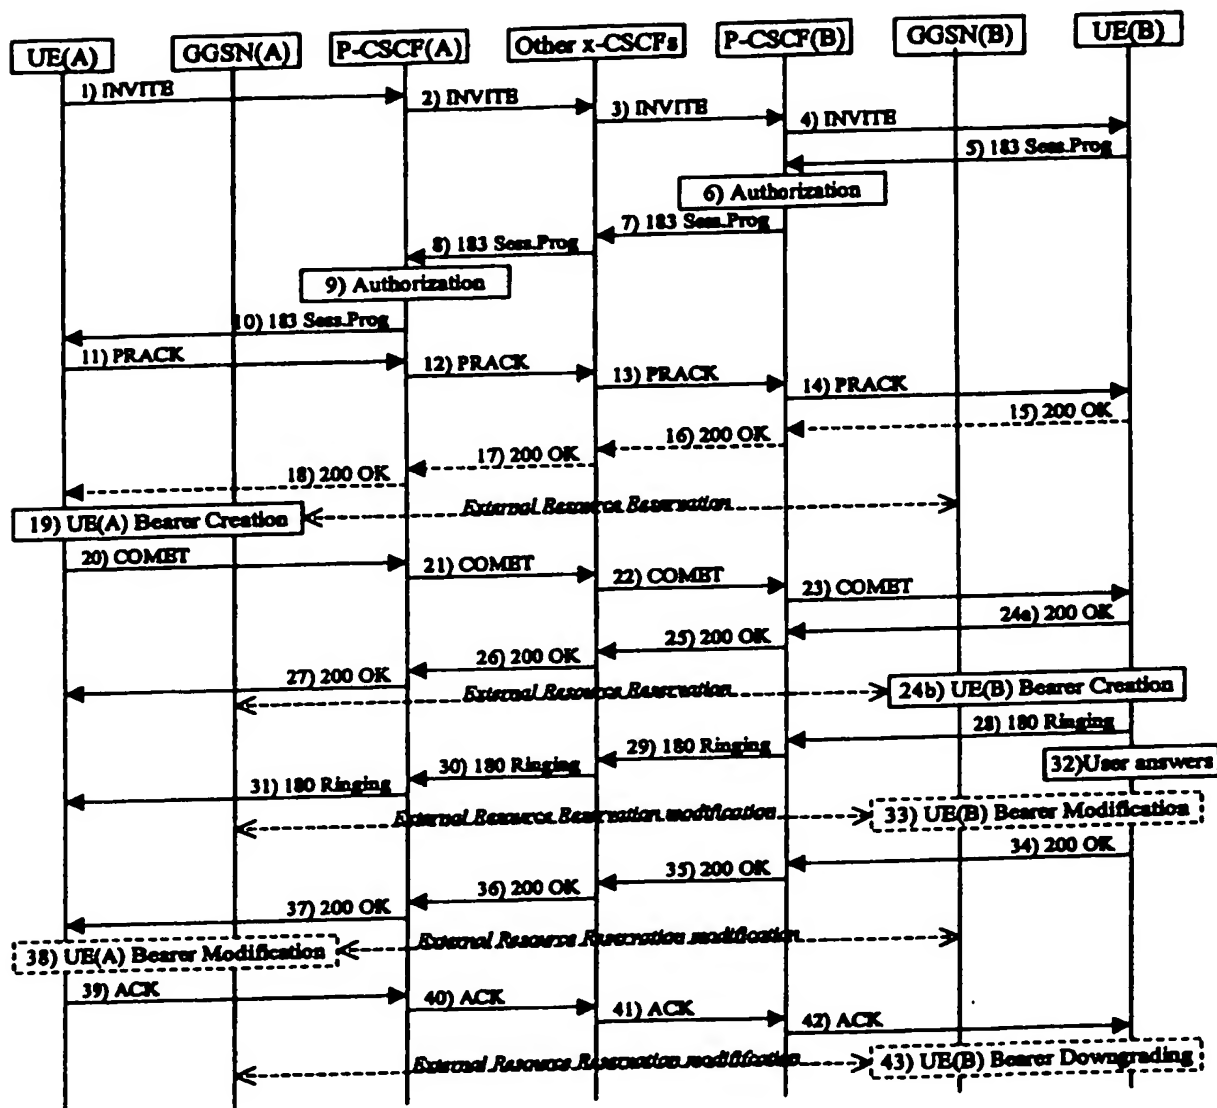 UE(A) GGSN(A) P-CSCF(A) Other x-CSCFs P-CSCF(B) GGSN(B) UE(B)
1) INVITE
2) INVITE
3) INVITE
4) INVITE
5) 183 Sess.Prog
6) Authorization
7) 183 Sess.Prog
8) 183 Sess.Prog
9) Authorization
10) 183 Sess.Prog
11) PRACK
12) PRACK
13) PRACK
14) PRACK
15) 200 OK
16) 200 OK
17) 200 OK
18) 200 OK
External Resource Reservation
19) UE(A) Bearer Creation
20) COMET
21) COMET
22) COMET
23) COMET
24a) 200 OK
25) 200 OK
26) 200 OK
27) 200 OK
External Resource Reservation
24b) UE(B) Bearer Creation
28) 180 Ringing
29) 180 Ringing
30) 180 Ringing
31) 180 Ringing
32)User answers
External Resource Reservation modification
33) UE(B) Bearer Modification
34) 200 OK
35) 200 OK
36) 200 OK
37) 200 OK
External Resource Reservation modification
38) UE(A) Bearer Modification
39) ACK
40) ACK
41) ACK
42) ACK
External Resource Reservation modifification
43) UE(B) Bearer Downgrading